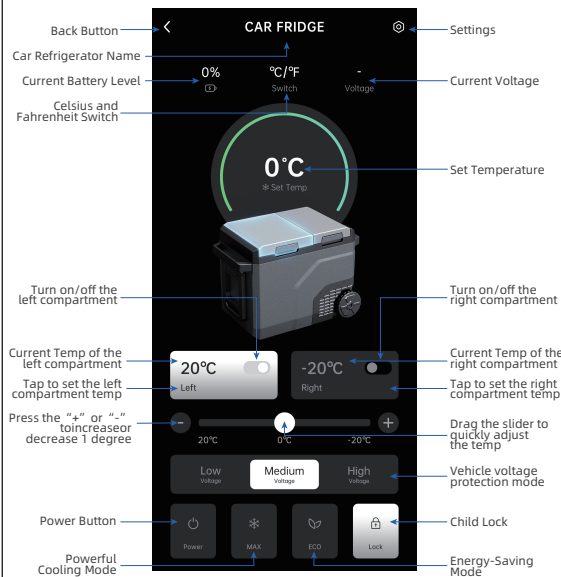 CAR FRIDGE
Back Button
Settings
Car Refrigerator Name
0%
°C/°F
-
Current Battery Level
Switch
Voltage
Current Voltage
Celsius and
Fahrenheit Switch
0°C
Set Temp
Set Temperature
Turn on/off the
left compartment
Turn on/off the
right compartment
Current Temp of the
left compartment
20°C
Left
-20°C
Right
Current Temp of the
right compartment
Tap to set the left
compartment temp
Tap to set the right
compartment temp
Press the “+” or “-”
toincreaseor
decrease 1 degree
-
+
20°C
0°C
-20°C
Drag the slider to
quickly adjust
the temp
Low
Voltage
Medium
Voltage
High
Voltage
Vehicle voltage
protection mode
Power Button
Power
MAX
ECO
Lock
Child Lock
Powerful
Cooling Mode
Energy-Saving
Mode